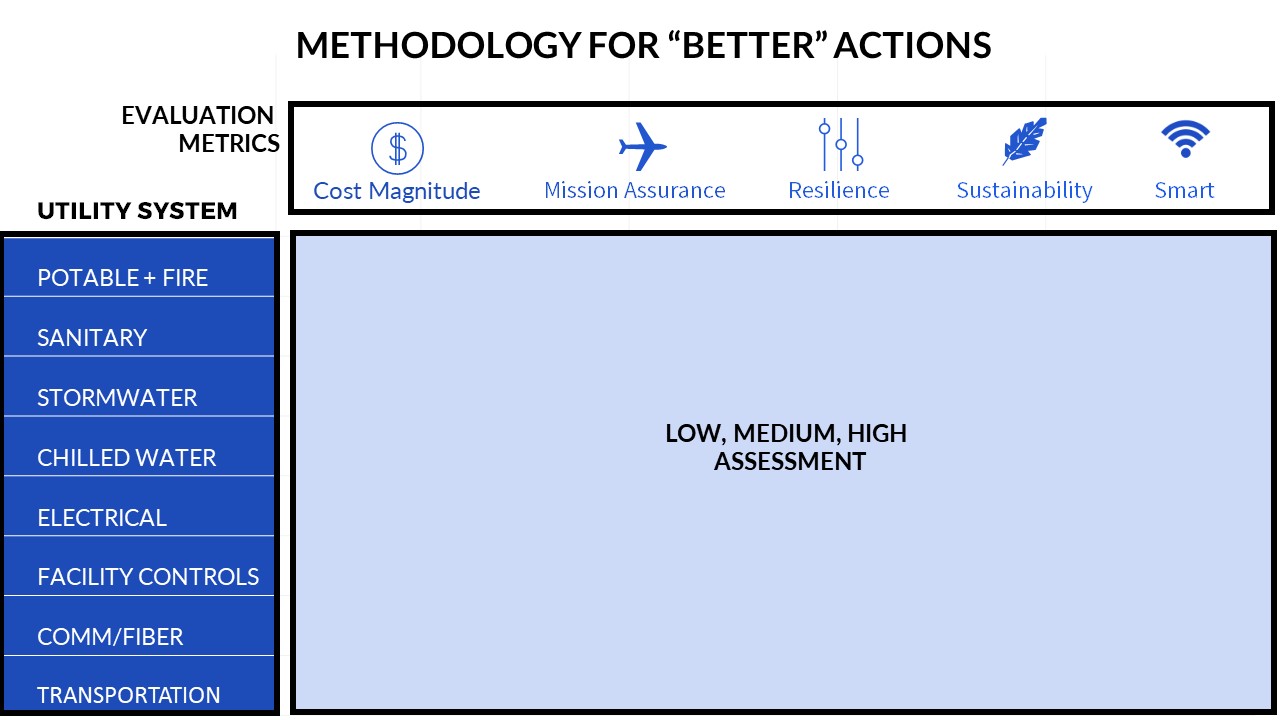 METHODOLOGY FOR “BETTER” ACTIONS
EVALUATION
METRICS
Cost Magnitude
Mission Assurance
Resilience
Sustainability
Smart
UTILITY SYSTEM
POTABLE + FIRE
SANITARY
STORMWATER
CHILLED WATER
ELECTRICAL
FACILITY CONTROLS
COMM/FIBER
TRANSPORTATION
LOW, MEDIUM, HIGH
ASSESSMENT